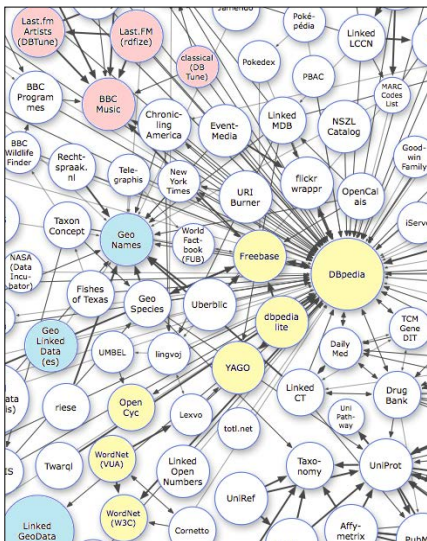 Jamendo
Poké-
pédia
Last.fm
Artists
(DBTune)
Last.FM
(rdfize)
Linked
LCCN
classical
(DB
Tune)
Pokedex
PBAC
MARC
Codes
List
BBC
Program
mes
BBC
Music
Chronic-
ling
America
Event-
Media
Linked
MDB
NSZL
Catalog
BBC
Wildlife
Finder
Recht-
spraak.
nl
Tele-
graphis
New
York
Times
URI
Burner
flickr
wrappr
OpenCal
ais
Good-
win
Family
Taxon
Concept
Geo
Names
World
Fact-
book
(FUB)
Freebase
DBpedia
iServe
NASA
(Data
Incu-
bator)
Fishes
of Texas
Geo
Species
Uberblic
dbpedia
lite
TCM
Gene
DIT
Geo
Linked
Data
(es)
UMBEL
lingvoj
YAGO
Daily
Med
riese
Open
Cyc
Lexvo
totl.net
Linked
CT
Drug
Bank
Uni
Path-
way
Twarql
WordNet
(VUA)
Linked
Open
Numbers
Taxo-
nomy
UniProt
WordNet
(W3C)
UniRef
Linked
GeoData
Cornetto
Affy-
metrix
PubM